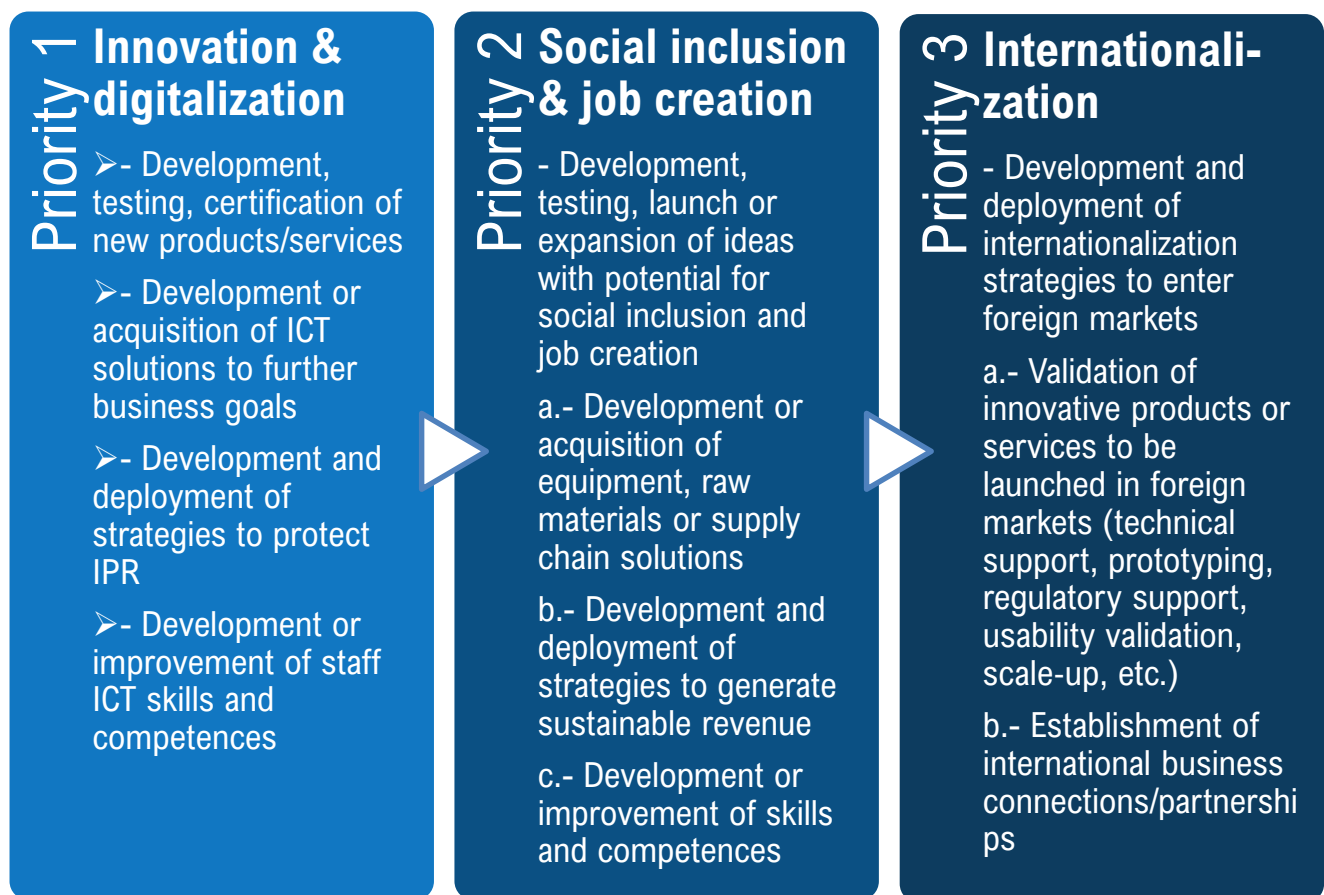 Priority 1
Innovation &
digitalization
➢- Development,
testing, certification of
new products/services
➢- Development or
acquisition of ICT
solutions to further
business goals
➢- Development and
deployment of
strategies to protect
IPR
➢- Development or
improvement of staff
ICT skills and
competences
Priority 2
Social inclusion
& job creation
- Development,
testing, launch or
expansion of ideas
with potential for
social inclusion and
job creation
a.- Development or
acquisition of
equipment, raw
materials or supply
chain solutions
b.- Development and
deployment of
strategies to generate
sustainable revenue
c.- Development or
improvement of skills
and competences
Priority 3
Internationali-
zation
- Development and
deployment of
internationalization
strategies to enter
foreign markets
a.- Validation of
innovative products or
services to be
launched in foreign
markets (technical
support, prototyping,
regulatory support,
usability validation,
scale-up, etc.)
b.- Establishment of
international business
connections/partnershi
ps